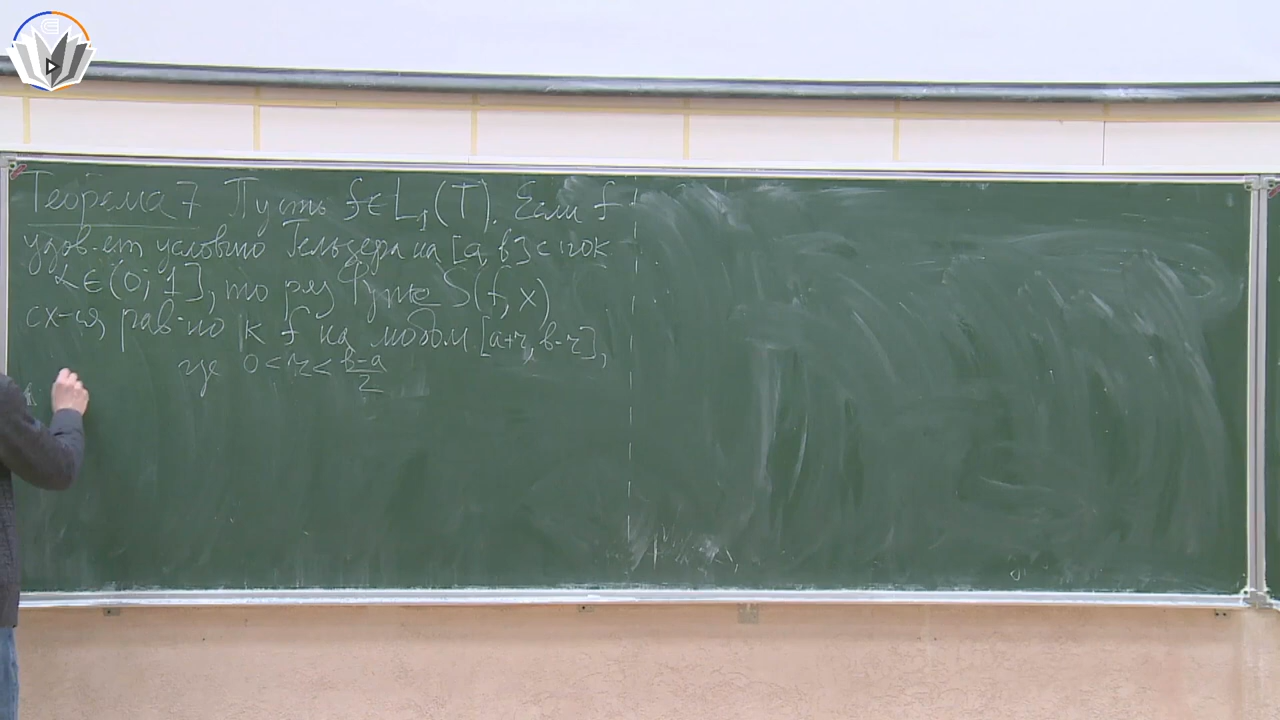 Теорема 7 Пусть f∈L₁(T). Если f
удов-ет условию Гельдера на [a,b] с пок
α∈(0;1], то ряд Фурье S(f,x)
сх-ся рав-но к f на любом [a+r, b-r],
где 0<r<(b-a)/2